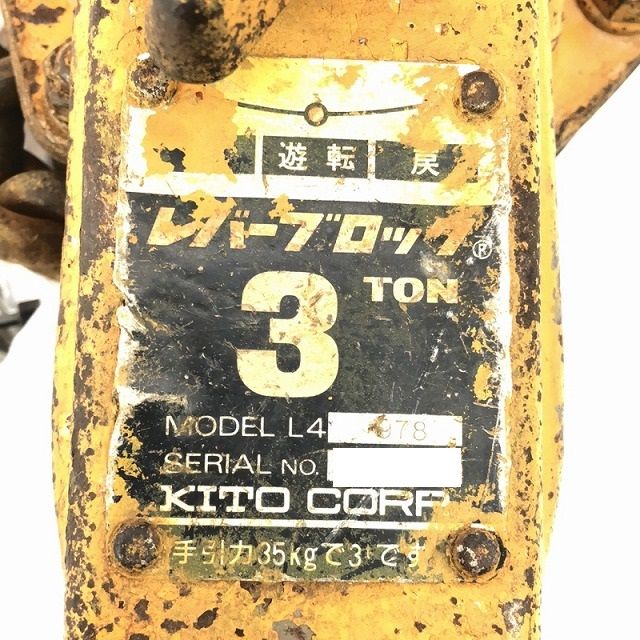 遊転 戻
レバーブロック®
3 TON
MODEL L4 978
SERIAL NO.
KITO CORP
手引力35kgで3tです